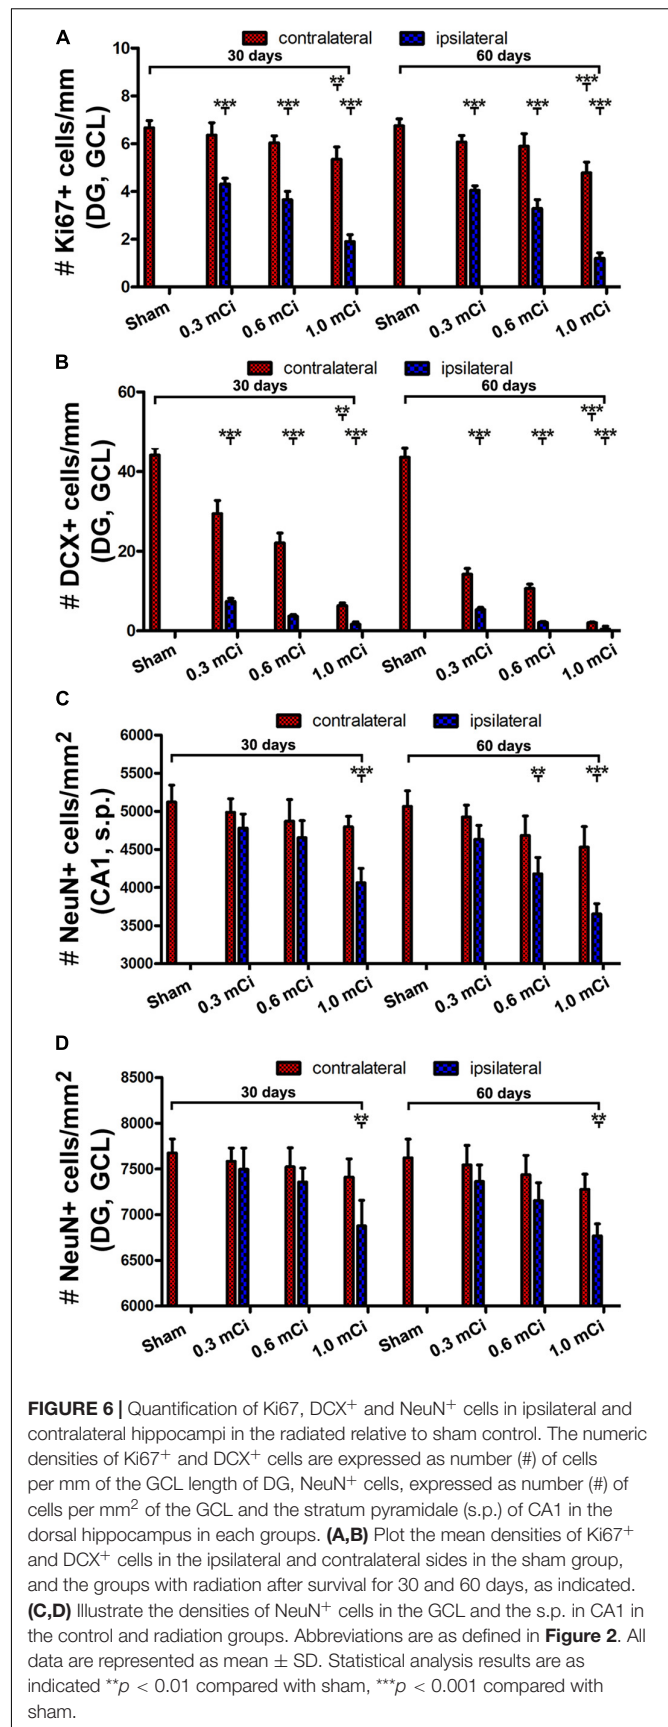 A
contralateral ipsilateral
30 days 60 days
** ***
*** *** *** *** *** ***
# Ki67+ cells/mm
(DG, GCL)
10
8
6
4
2
0
Sham 0.3 mCi 0.6 mCi 1.0 mCi Sham 0.3 mCi 0.6 mCi 1.0 mCi
B
contralateral ipsilateral
30 days 60 days
** ***
*** *** *** *** *** ***
# DCX+ cells/mm
(DG, GCL)
60
40
20
0
Sham 0.3 mCi 0.6 mCi 1.0 mCi Sham 0.3 mCi 0.6 mCi 1.0 mCi
C
contralateral ipsilateral
30 days 60 days
*** ** ***
# NeuN+ cells/mm²
(CA1, s.p.)
6000
5500
5000
4500
4000
3500
3000
Sham 0.3 mCi 0.6 mCi 1.0 mCi Sham 0.3 mCi 0.6 mCi 1.0 mCi
D
contralateral ipsilateral
30 days 60 days
** **
# NeuN+ cells/mm²
(DG, GCL)
8500
8000
7500
7000
6500
6000
Sham 0.3 mCi 0.6 mCi 1.0 mCi Sham 0.3 mCi 0.6 mCi 1.0 mCi
FIGURE 6 | Quantification of Ki67, DCX⁺ and NeuN⁺ cells in ipsilateral and
contralateral hippocampi in the radiated relative to sham control. The numeric
densities of Ki67⁺ and DCX⁺ cells are expressed as number (#) of cells
per mm of the GCL length of DG, NeuN⁺ cells, expressed as number (#) of
cells per mm² of the GCL and the stratum pyramidale (s.p.) of CA1 in the
dorsal hippocampus in each groups. (A,B) Plot the mean densities of Ki67⁺
and DCX⁺ cells in the ipsilateral and contralateral sides in the sham group,
and the groups with radiation after survival for 30 and 60 days, as indicated.
(C,D) Illustrate the densities of NeuN⁺ cells in the GCL and the s.p. in CA1 in
the control and radiation groups. Abbreviations are as defined in Figure 2. All
data are represented as mean ± SD. Statistical analysis results are as
indicated **p < 0.01 compared with sham, ***p < 0.001 compared with
sham.